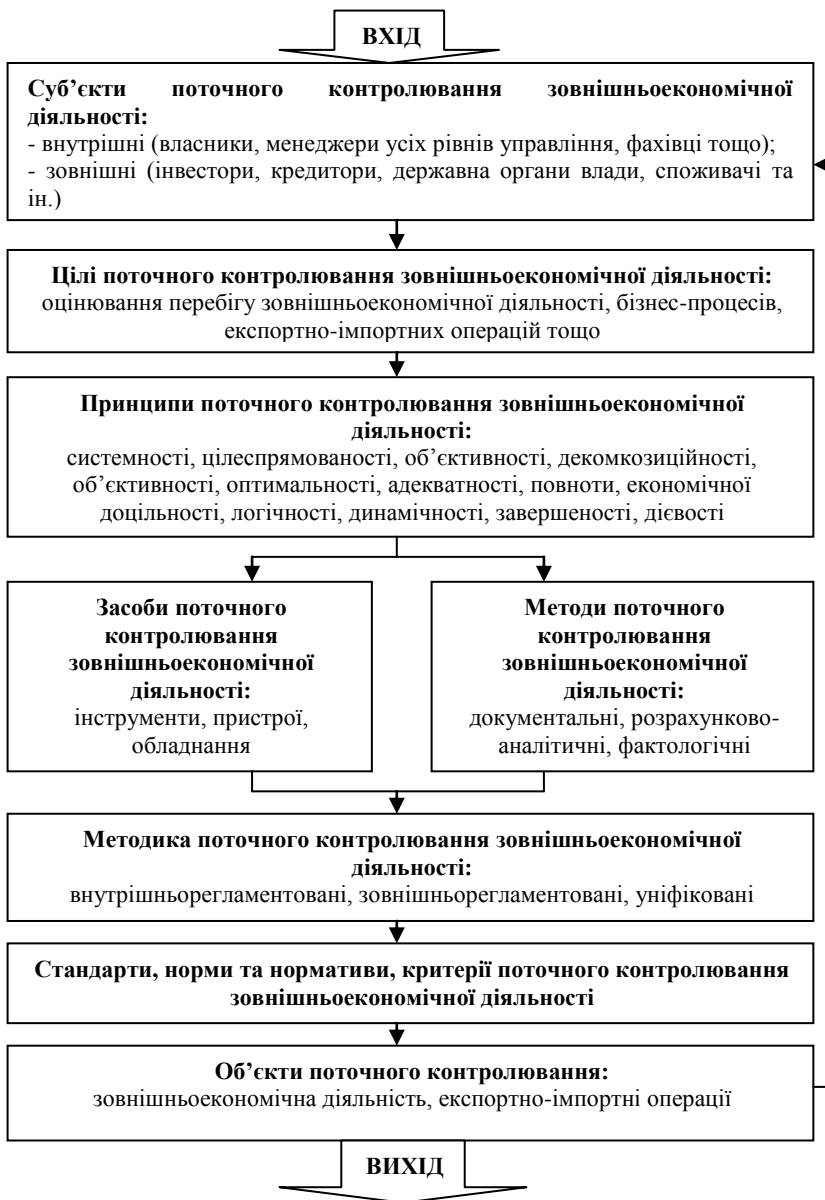 ВХІД
Суб’єкти поточного контролювання зовнішньоекономічної
діяльності:
- внутрішні (власники, менеджери усіх рівнів управління, фахівці тощо);
- зовнішні (інвестори, кредитори, державна органи влади, споживачі та
ін.)
Цілі поточного контролювання зовнішньоекономічної діяльності:
оцінювання перебігу зовнішньоекономічної діяльності, бізнес-процесів,
експортно-імпортних операцій тощо
Принципи поточного контролювання зовнішньоекономічної
діяльності:
системності, цілеспрямованості, об’єктивності, декомкозиційності,
об’єктивності, оптимальності, адекватності, повноти, економічної
доцільності, логічності, динамічності, завершеності, дієвості
Засоби поточного
контролювання
зовнішньоекономічної
діяльності:
інструменти, пристрої,
обладнання
Методи поточного
контролювання
зовнішньоекономічної
діяльності:
документальні, розрахунково-
аналітичні, фактологічні
Методика поточного контролювання зовнішньоекономічної
діяльності:
внутрішньорегламентовані, зовнішньорегламентовані, уніфіковані
Стандарти, норми та нормативи, критерії поточного контролювання
зовнішньоекономічної діяльності
Об’єкти поточного контролювання:
зовнішньоекономічна діяльність, експортно-імпортні операції
ВИХІД